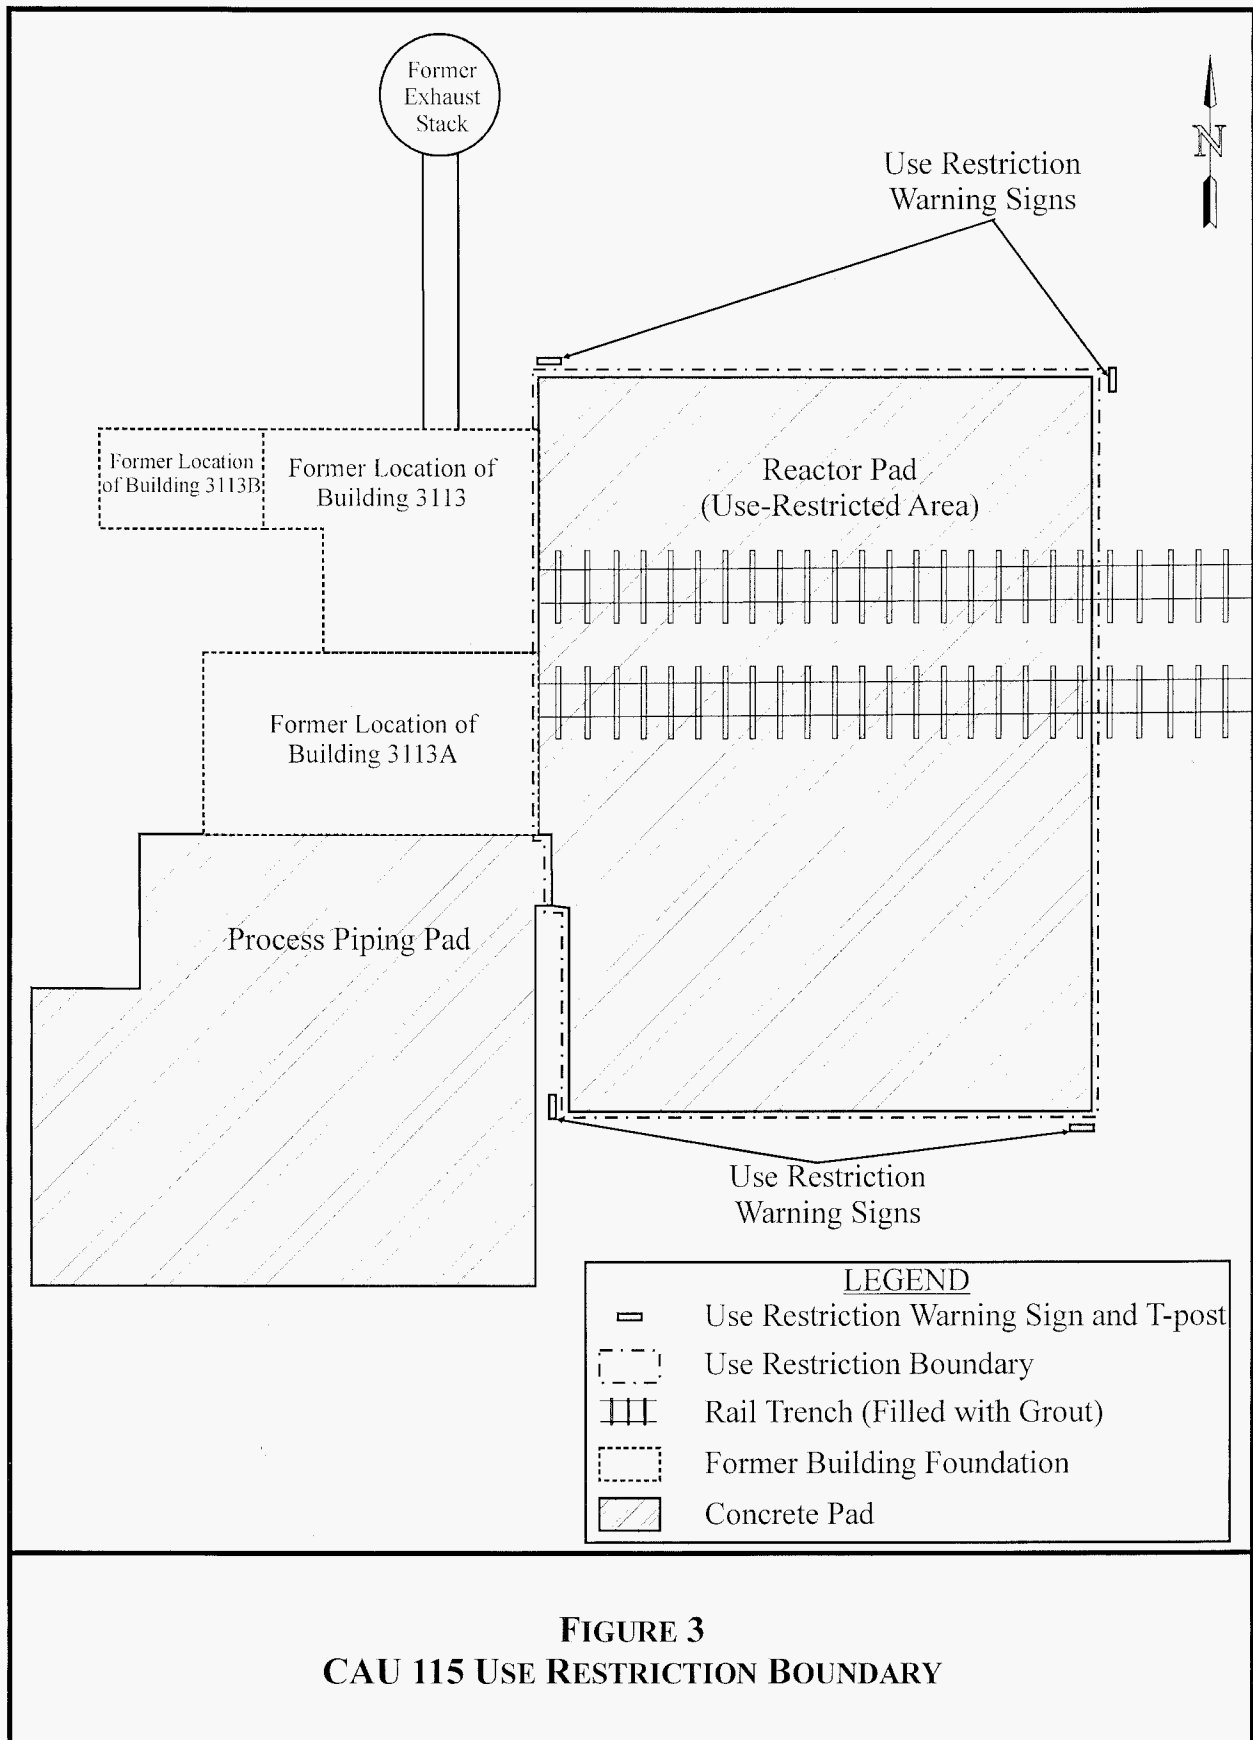 Former
Exhaust
Stack
N
Use Restriction
Warning Signs
Former Location
of Building 3113B
Former Location of
Building 3113
Reactor Pad
(Use-Restricted Area)
Former Location of
Building 3113A
Process Piping Pad
Use Restriction
Warning Signs
LEGEND
Use Restriction Warning Sign and T-post
Use Restriction Boundary
Rail Trench (Filled with Grout)
Former Building Foundation
Concrete Pad
FIGURE 3
CAU 115 USE RESTRICTION BOUNDARY